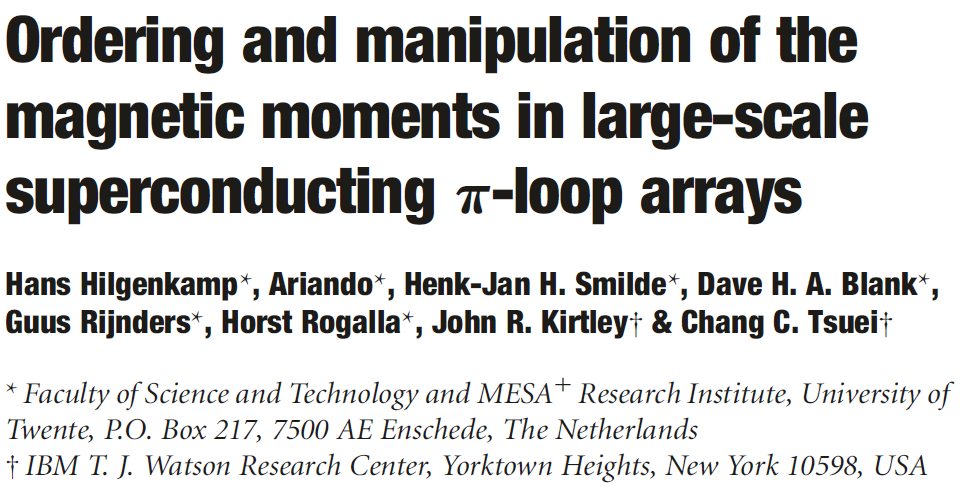 Ordering and manipulation of the
magnetic moments in large-scale
superconducting π-loop arrays
Hans Hilgenkamp*, Ariando*, Henk-Jan H. Smilde*, Dave H. A. Blank*,
Guus Rijnders*, Horst Rogalla*, John R. Kirtley† & Chang C. Tsuei†
* Faculty of Science and Technology and MESA+ Research Institute, University of
Twente, P.O. Box 217, 7500 AE Enschede, The Netherlands
† IBM T. J. Watson Research Center, Yorktown Heights, New York 10598, USA